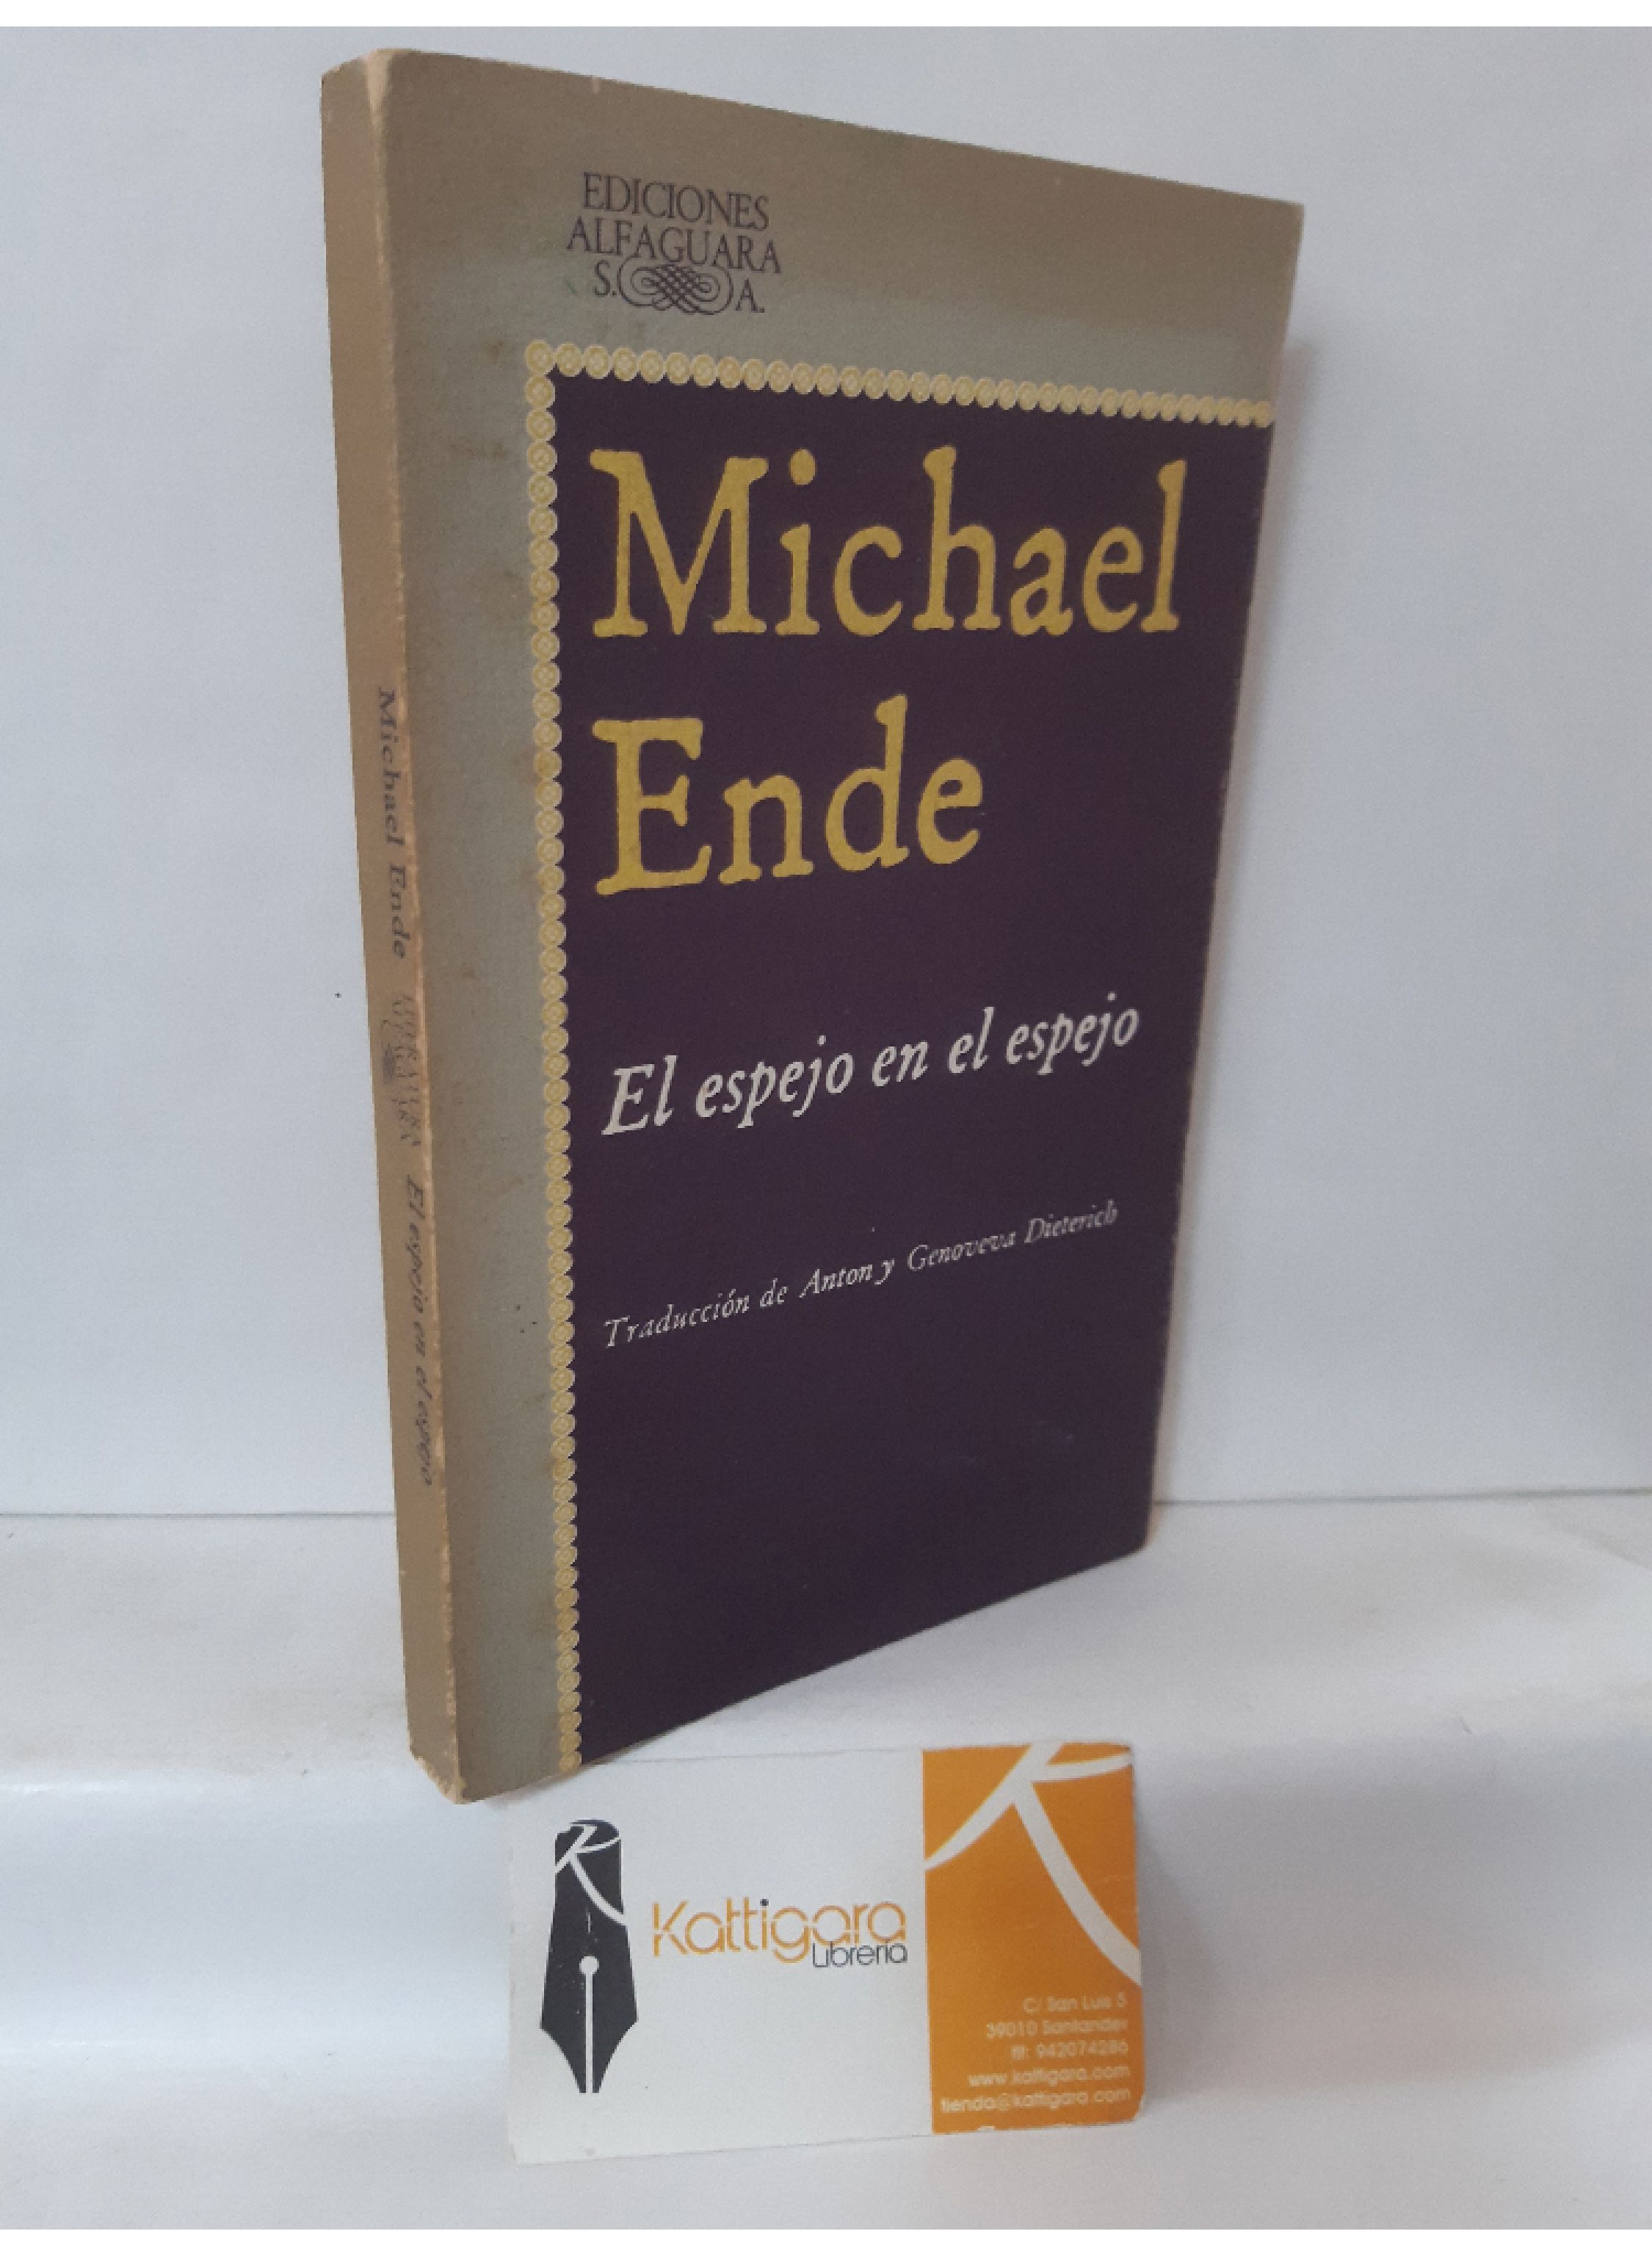 EDICIONES
ALFAGUARA
S. A.
Michael
Ende
El espejo en el espejo
Traducción de Anton y Genoveva Dieterich
Michael Ende
El espejo en el espejo
Kattigara
Librería
C/ San Luis 5
39010 Santander
tlf: 942074286
www.kattigara.com
tienda@kattigara.com